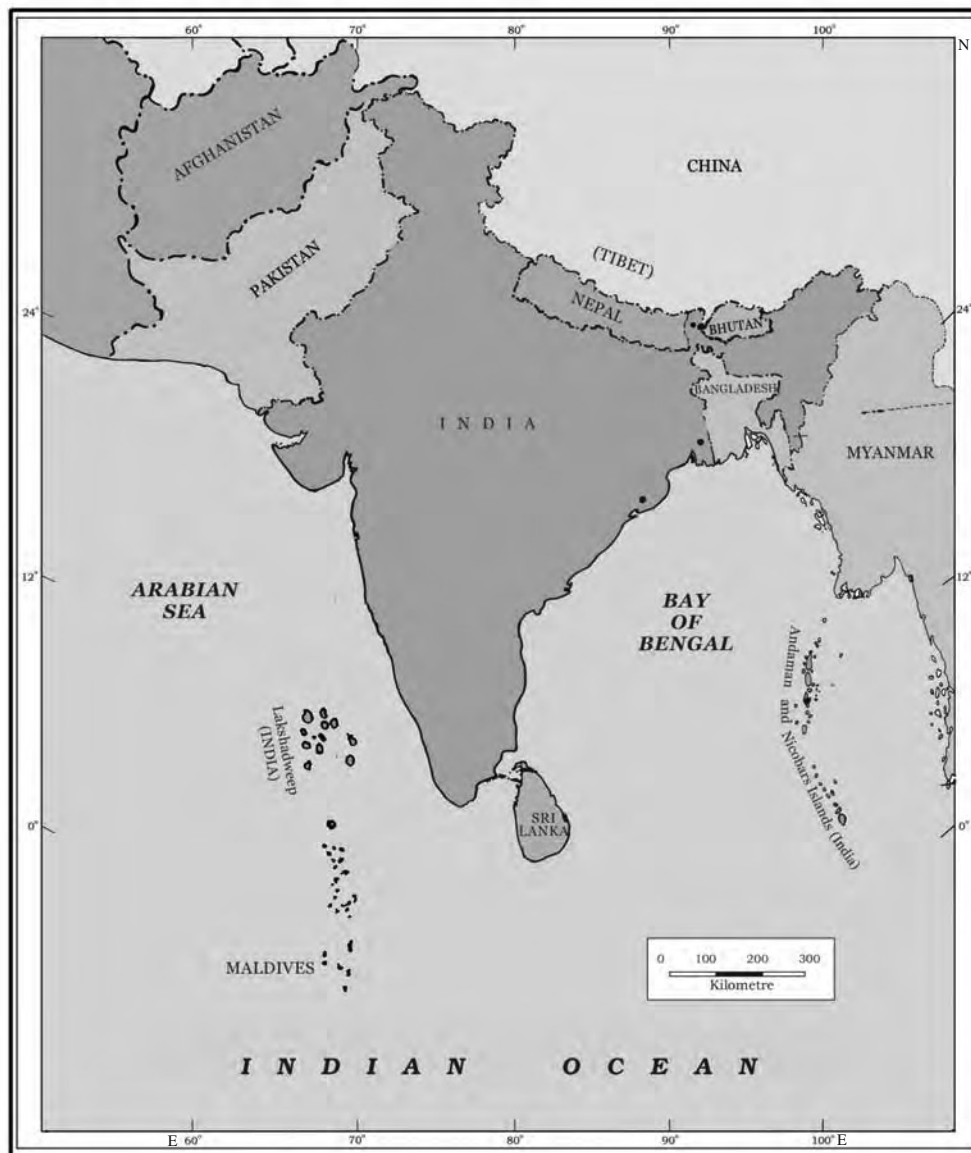 60°
70°
80°
90°
100°
N
AFGHANISTAN
CHINA
PAKISTAN
(TIBET)
NEPAL
BHUTAN
24°
24°
BANGLADESH
INDIA
MYANMAR
ARABIAN
SEA
12°
12°
BAY
OF
BENGAL
Lakshadweep
(INDIA)
Andaman and Nicobars Islands (India)
SRI
LANKA
0°
0°
MALDIVES
0 100 200 300
Kilometre
INDIAN OCEAN
E 60°
70°
80°
90°
100° E